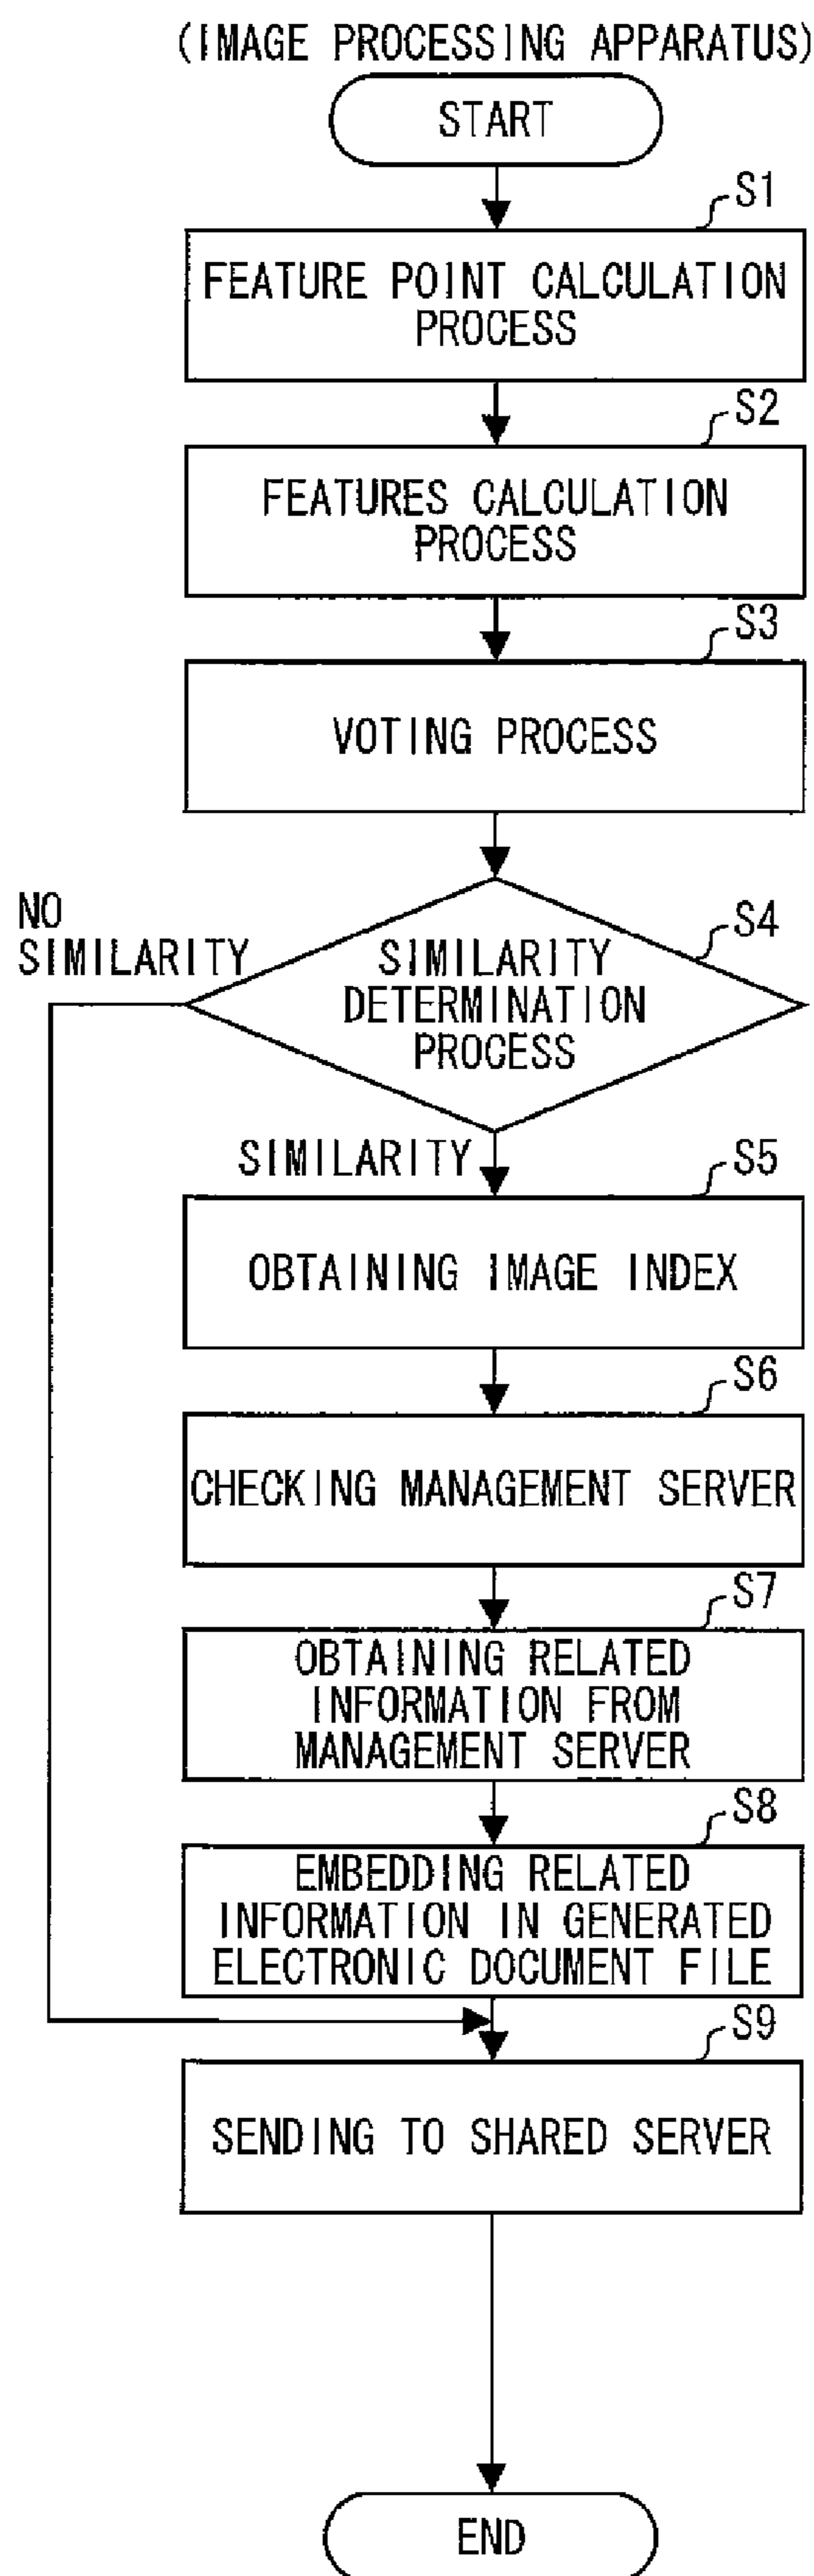 (IMAGE PROCESSING APPARATUS)
START
S1
FEATURE POINT CALCULATION
PROCESS
S2
FEATURES CALCULATION
PROCESS
S3
VOTING PROCESS
NO
SIMILARITY
S4
SIMILARITY
DETERMINATION
PROCESS
SIMILARITY
S5
OBTAINING IMAGE INDEX
S6
CHECKING MANAGEMENT SERVER
S7
OBTAINING RELATED
INFORMATION FROM
MANAGEMENT SERVER
S8
EMBEDDING RELATED
INFORMATION IN GENERATED
ELECTRONIC DOCUMENT FILE
S9
SENDING TO SHARED SERVER
END